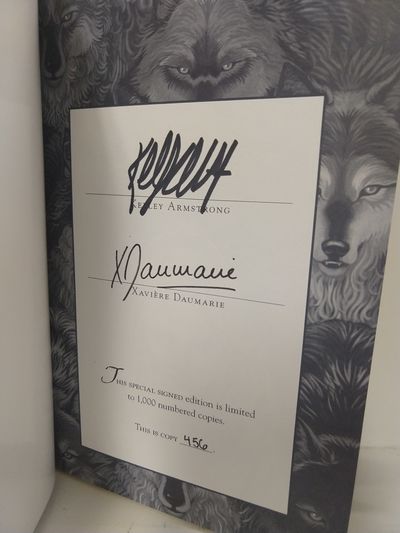 Kelley Armstrong
XDaumarie
Xavière Daumarie
This special signed edition is limited
to 1,000 numbered copies.
This is copy 456.